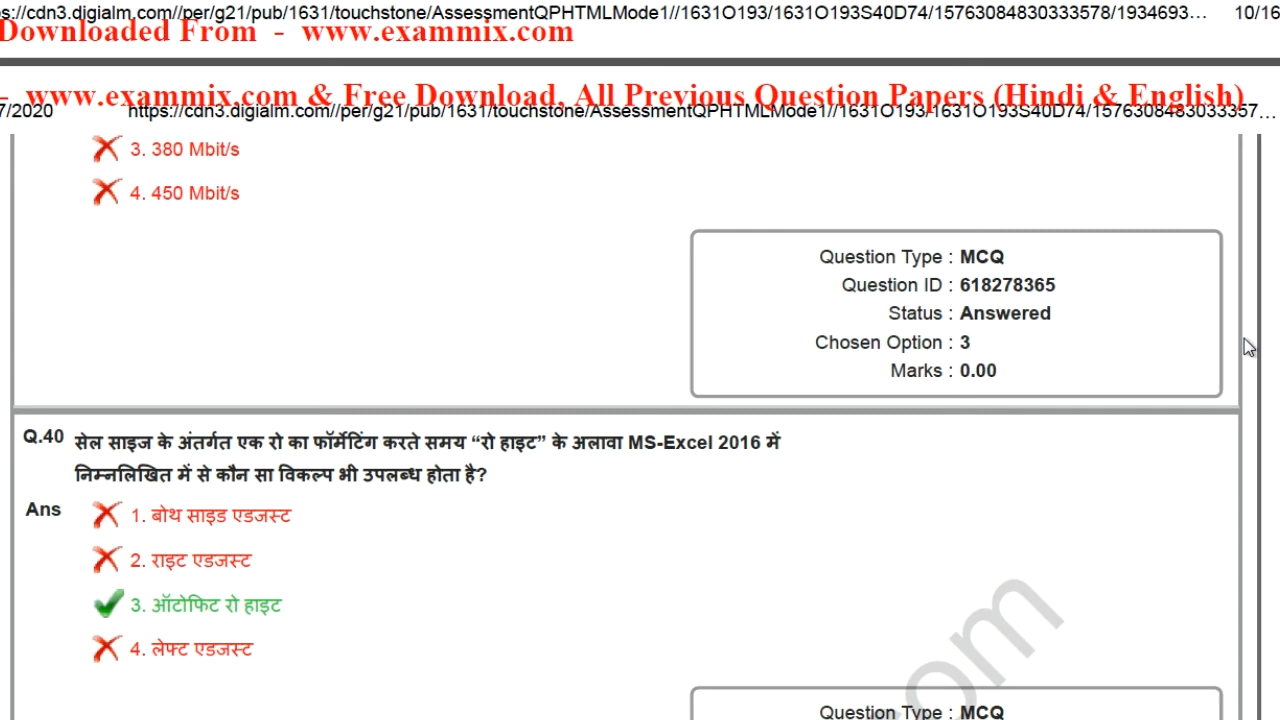 s://cdn3.digialm.com//per/g21/pub/1631/touchstone/AssessmentQPHTMLMode1//1631O193/1631O193S40D74/15763084830333578/1934693… 10/16
Downloaded From - www.exammix.com
- www.exammix.com & Free Download, All Previous Question Papers (Hindi & English)
7/2020 https://cdn3.digialm.com//per/g21/pub/1631/touchstone/AssessmentQPHTMLMode1//1631O193/1631O193S40D74/1576308483033357…
3. 380 Mbit/s
4. 450 Mbit/s
Question Type : MCQ
Question ID : 618278365
Status : Answered
Chosen Option : 3
Marks : 0.00
Q.40 सेल साइज के अंतर्गत एक रो का फॉर्मेटिंग करते समय “रो हाइट” के अलावा MS-Excel 2016 में
निम्नलिखित में से कौन सा विकल्प भी उपलब्ध होता है?
Ans 1. बोथ साइड एडजस्ट
2. राइट एडजस्ट
3. ऑटोफिट रो हाइट
4. लेफ्ट एडजस्ट
com
Question Type : MCQ